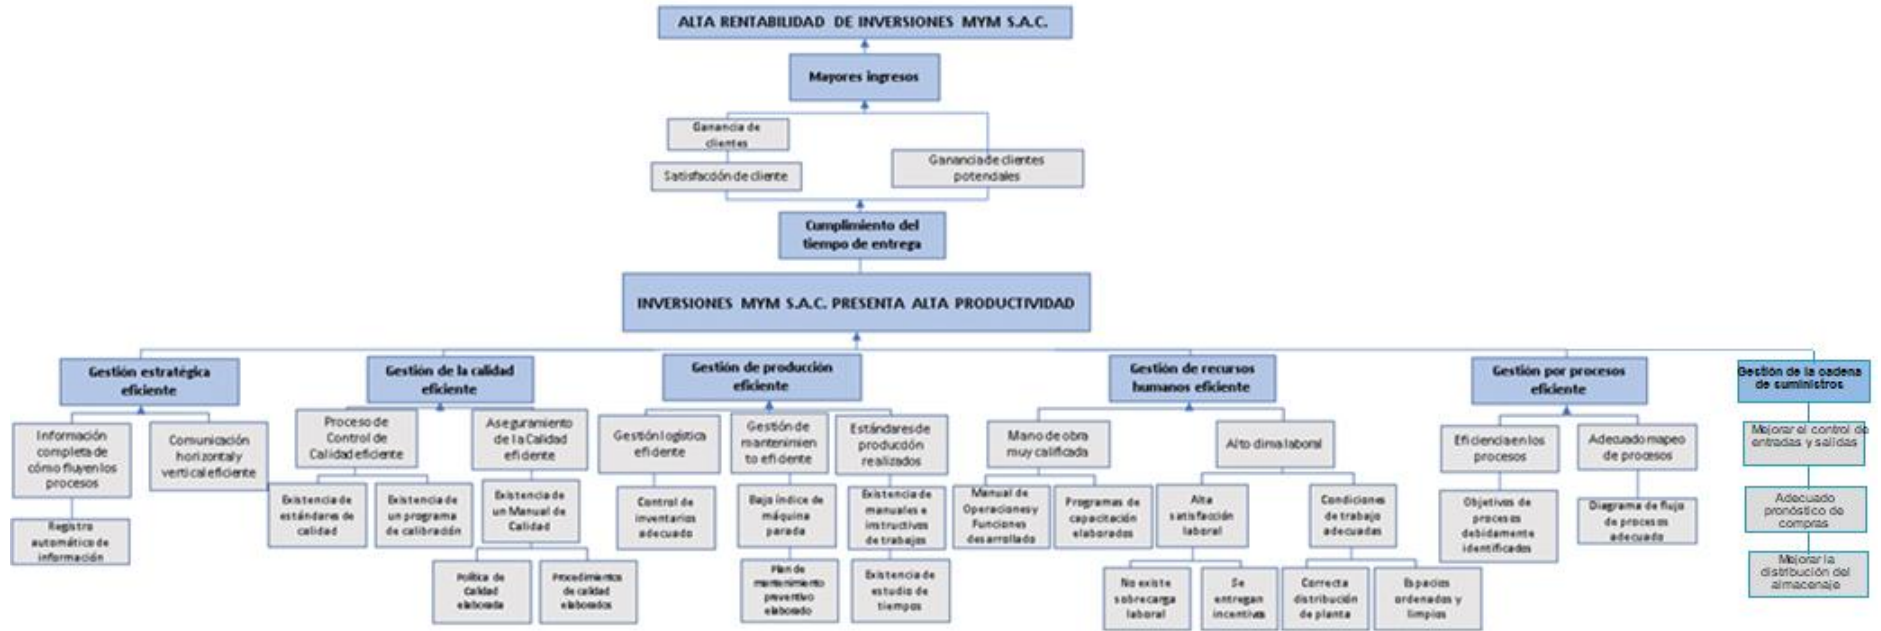 ALTA RENTABILIDAD DE INVERSIONES MYM S.A.C.
Mayores ingresos
Ganancia de
clientes
Satisfacción de cliente
Ganancia de clientes
potenciales
Cumplimiento del
tiempo de entrega
INVERSIONES MYM S.A.C. PRESENTA ALTA PRODUCTIVIDAD
Gestión estratégica
eficiente
Información
completa de
cómo fluyen los
procesos
Registro
automático de
información
Comunicación
horizontal y
vertical eficiente
Gestión de la calidad
eficiente
Proceso de
Control de
Calidad eficiente
Existencia de
estándares de
calidad
Existencia de
un programa
de calibración
Aseguramiento
de la Calidad
eficiente
Existencia de
un Manual de
Calidad
Política de
Calidad
elaborada
Procedimientos
de calidad
elaborados
Gestión de producción
eficiente
Gestión logística
eficiente
Control de
inventarios
adecuado
Gestión de
mantenimien
to eficiente
Bajo índice de
máquina
parada
Plan de
mantenimiento
preventivo
elaborado
Estándares de
producción
realizados
Existencia de
manuales e
instructivos
de trabajos
Existencia de
estudio de
tiempos
Gestión de recursos
humanos eficiente
Mano de obra
muy calificada
Manual de
Operaciones y
Funciones
desarrollado
Programas de
capacitación
elaborados
Alto clima laboral
Alta
satisfacción
laboral
No existe
sobrecarga
laboral
Se
entregan
incentivos
Condiciones
de trabajo
adecuadas
Correcta
distribución
de planta
Espacios
ordenados y
limpios
Gestión por procesos
eficiente
Eficiencia en los
procesos
Objetivos de
procesos
debidamente
identificados
Adecuado mapeo
de procesos
Diagrama de flujo
de procesos
adecuado
Gestión de la cadena
de suministros
Mejorar el control de
entradas y salidas
Adecuado
pronóstico de
compras
Mejorar la
distribución del
almacenaje